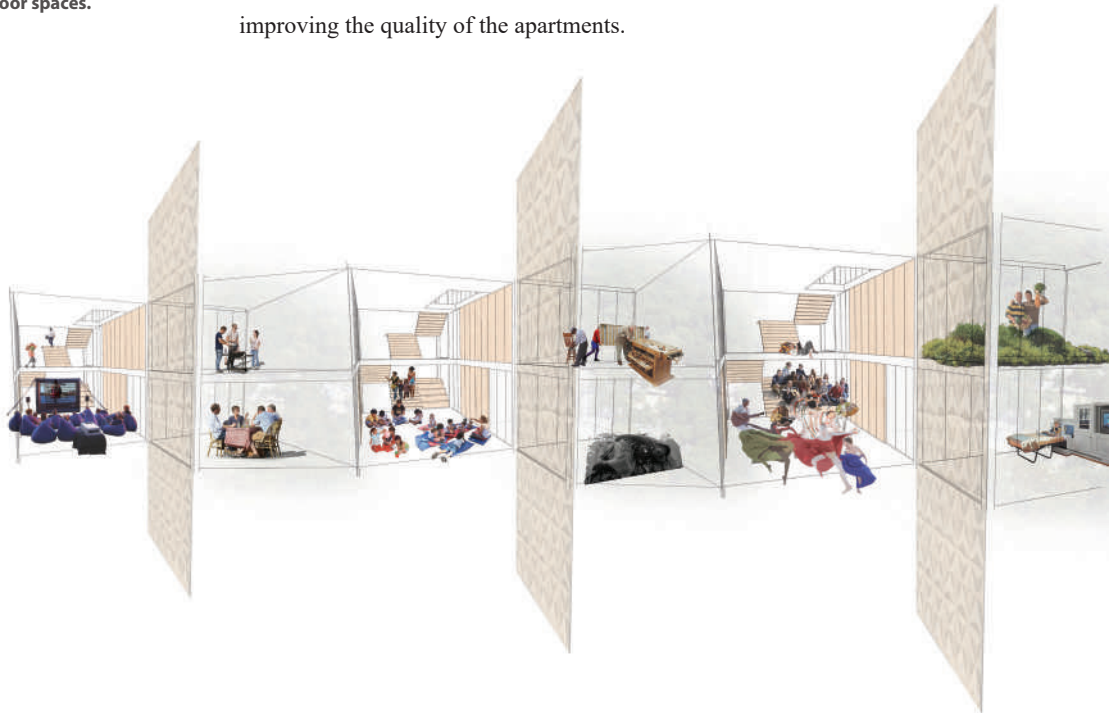 oor spaces.
improving the quality of the apartments.